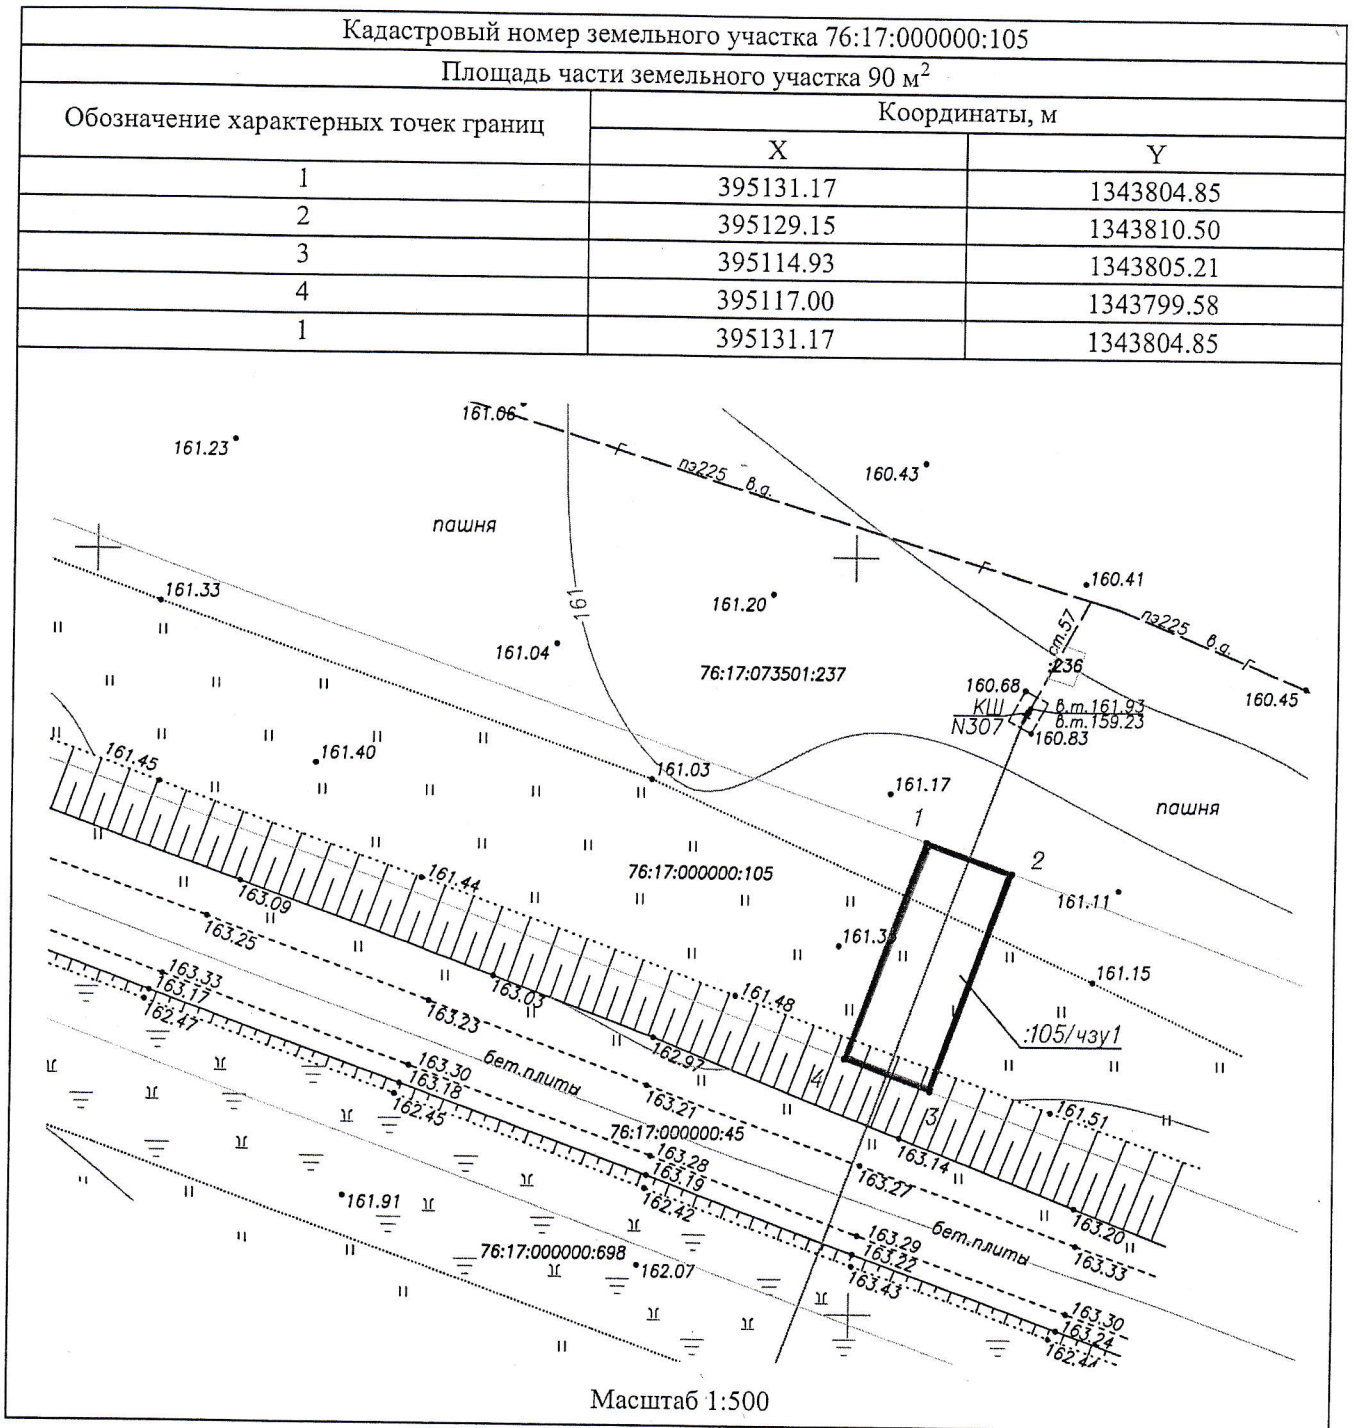 Кадастровый номер земельного участка 76:17:000000:105
Площадь части земельного участка 90 м²
Обозначение характерных точек границ
Координаты, м
X Y
1 395131.17 1343804.85
2 395129.15 1343810.50
3 395114.93 1343805.21
4 395117.00 1343799.58
1 395131.17 1343804.85
161.06
161.23
Г
пэ225 в.д.
160.43
пашня
Г
160.41
161.33
161
161.20
ст.57
пэ225 в.д.
Г
161.04
76:17:073501:237
:236
160.68
160.45
КШ
N307
в.т.161.93
в.т.159.23
160.83
161.45
161.40
161.03
161.17
пашня
1
2
76:17:000000:105
161.44
161.11
163.09
161.15
163.25
163.33
163.17
162.47
163.03
161.48
163.23
:105/чзу1
162.97
4
3
бет.плиты
163.30
163.18
162.45
163.21
161.51
76:17:000000:45
163.14
163.28
163.19
162.42
163.27
161.91
163.20
бет.плиты
163.29
163.22
163.43
163.33
76:17:000000:698
162.07
163.30
163.24
162.44
Масштаб 1:500